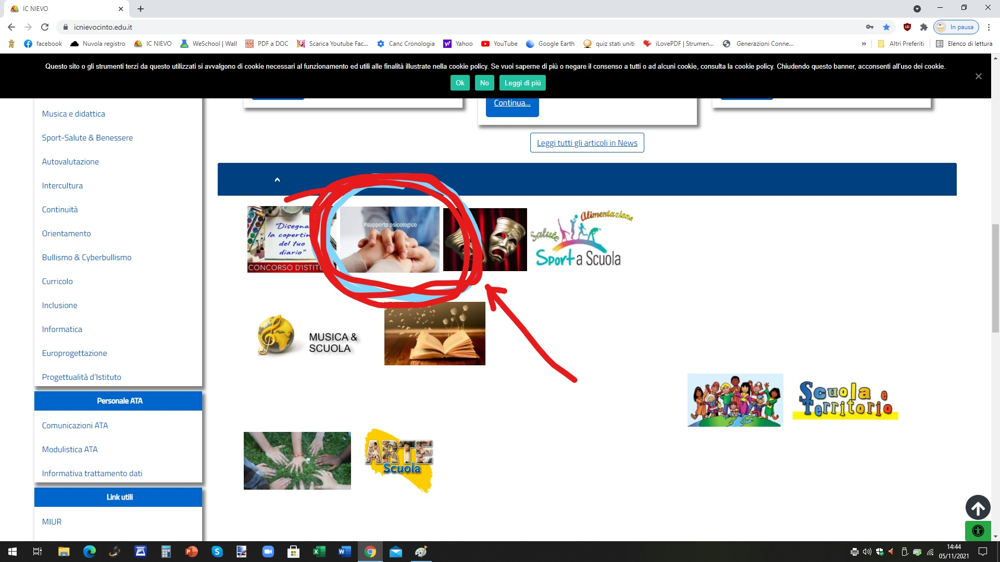 IC NIEVO
icnievocinto.edu.it
In pausa
facebook
Nuvola registro
IC NIEVO
WeSchool | Wall
PDF a DOC
Scarica Youtube Fac...
Canc Cronologia
Yahoo
YouTube
Google Earth
quiz stati uniti
iLovePDF | Strumen...
Generazioni Conne...
»
Altri Preferiti
Elenco di lettura
Questo sito o gli strumenti terzi da questo utilizzati si avvalgono di cookie necessari al funzionamento ed utili alle finalità illustrate nella cookie policy. Se vuoi saperne di più o negare il consenso a tutti o ad alcuni cookie, consulta la cookie policy. Chiudendo questo banner, acconsenti all'uso dei cookie.
Ok
No
Leggi di più
Musica e didattica
Sport-Salute & Benessere
Autovalutazione
Intercultura
Continuità
Orientamento
Bullismo & Cyberbullismo
Curricolo
Inclusione
Informatica
Europrogettazione
Progettualità d'Istituto
Personale ATA
Comunicazioni ATA
Modulistica ATA
Informativa trattamento dati
Link utili
MIUR
Continua...
Leggi tutti gli articoli in News
"Disegna
la copertin
del tuo
diario"
CONCORSO D'ISTITU
#supporto psicologico
Alimentazione
Salute
Sport a Scuola
MUSICA &
SCUOLA
Scuola e
Territorio
ARTE
Scuola
14:44
05/11/2021